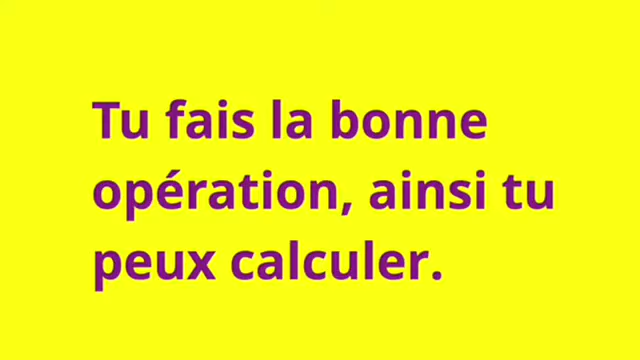 Tu fais la bonne
opération, ainsi tu
peux calculer.